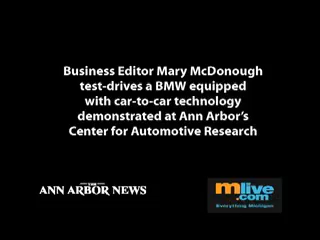 Business Editor Mary McDonough
test-drives a BMW equipped
with car-to-car technology
demonstrated at Ann Arbor's
Center for Automotive Research
THE
ANN ARBOR NEWS
mlive
.com
Everything Michigan